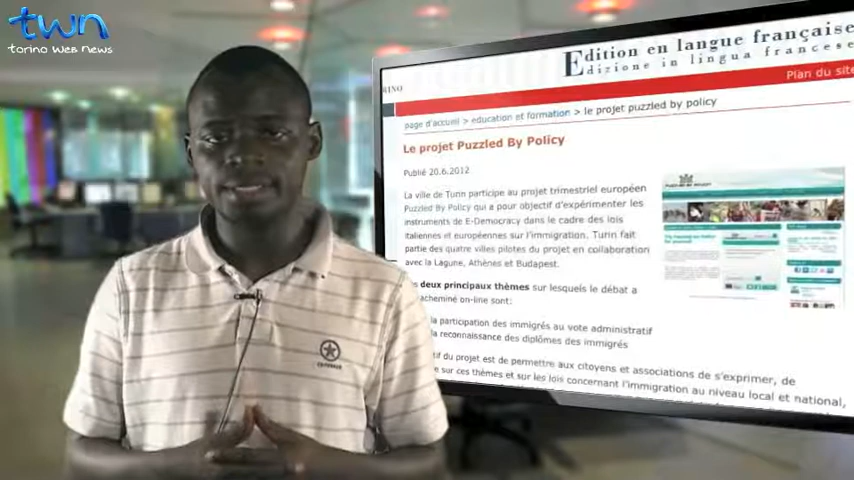 twn
Torino Web News
Edition en langue française
Edizione in lingua francese
RINO
Plan du site
page d'accueil > education et formation > le projet puzzled by policy
Le projet Puzzled By Policy
Publié 20.6.2012
La ville de Turin participe au projet trimestriel européen
Puzzled By Policy qui a pour objectif d'expérimenter les
instruments de E-Democracy dans le cadre des lois
italiennes et européennes sur l'immigration. Turin fait
partie des quatre villes pilotes du projet en collaboration
avec la Lagune, Athènes et Budapest.
deux principaux thèmes sur lesquels le débat a
acheminé on-line sont:
la participation des immigrés au vote administratif
la reconnaissance des diplômes des immigrés
tif du projet est de permettre aux citoyens et associations de s'exprimer, de
sur ces thèmes et sur les lois concernant l'immigration au niveau local et national,
PUZZLED BY POLICY